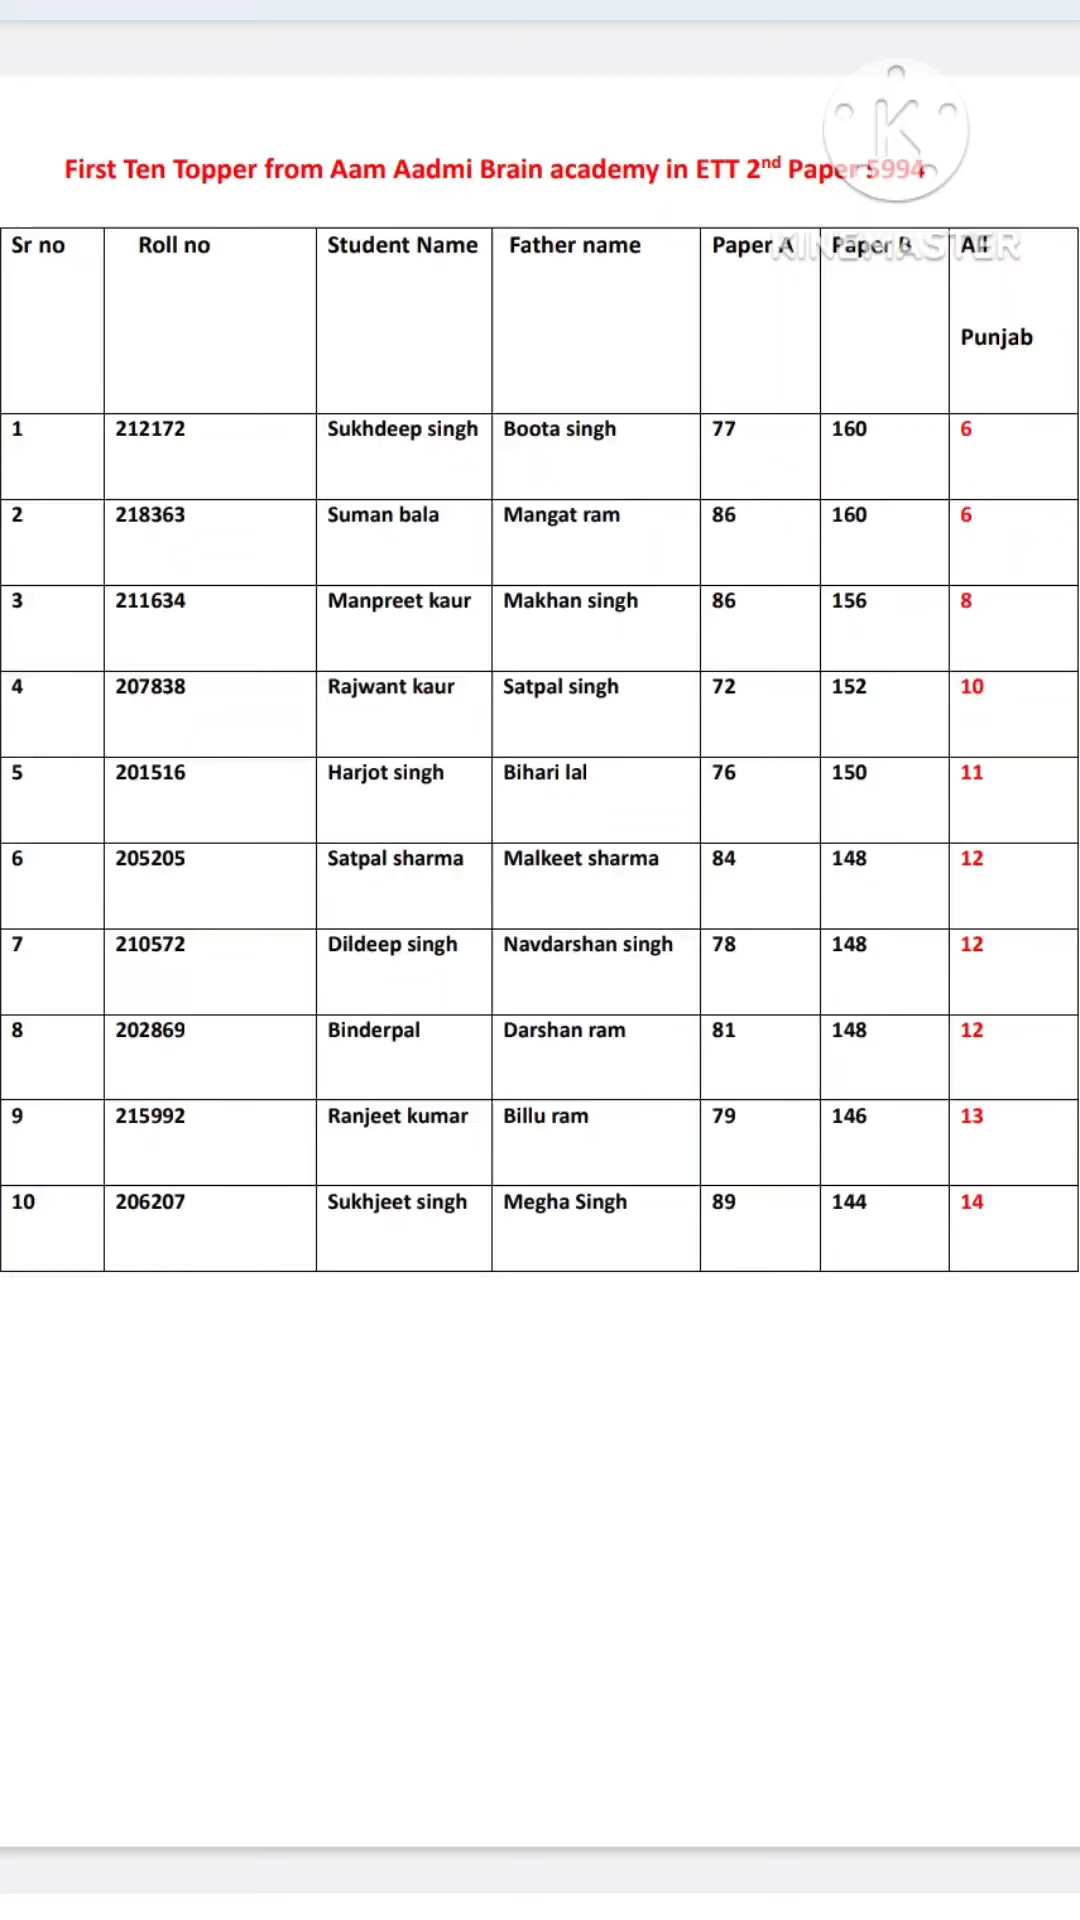 First Ten Topper from Aam Aadmi Brain academy in ETT 2nd Paper 5994
KINEMASTER
Sr no Roll no Student Name Father name Paper A Paper B All
Punjab
1 212172 Sukhdeep singh Boota singh 77 160 6
2 218363 Suman bala Mangat ram 86 160 6
3 211634 Manpreet kaur Makhan singh 86 156 8
4 207838 Rajwant kaur Satpal singh 72 152 10
5 201516 Harjot singh Bihari lal 76 150 11
6 205205 Satpal sharma Malkeet sharma 84 148 12
7 210572 Dildeep singh Navdarshan singh 78 148 12
8 202869 Binderpal Darshan ram 81 148 12
9 215992 Ranjeet kumar Billu ram 79 146 13
10 206207 Sukhjeet singh Megha Singh 89 144 14